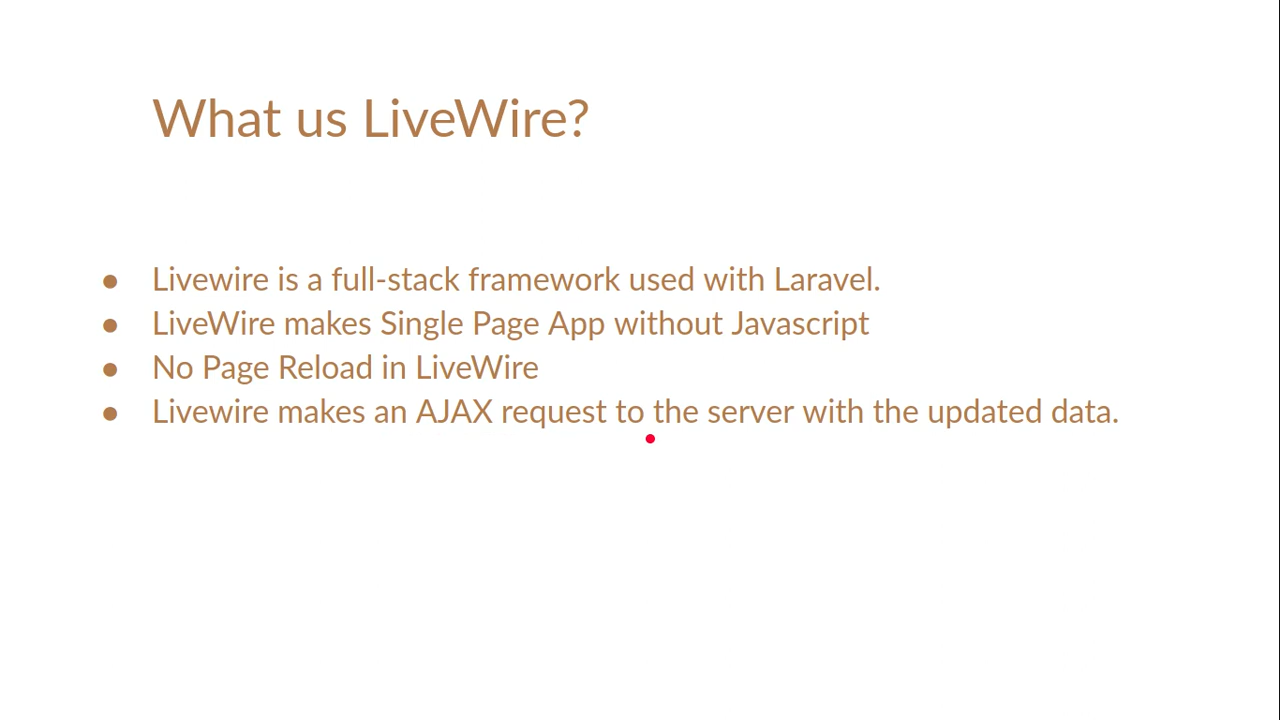 What us LiveWire?
● Livewire is a full-stack framework used with Laravel.
● LiveWire makes Single Page App without Javascript
● No Page Reload in LiveWire
● Livewire makes an AJAX request to the server with the updated data.